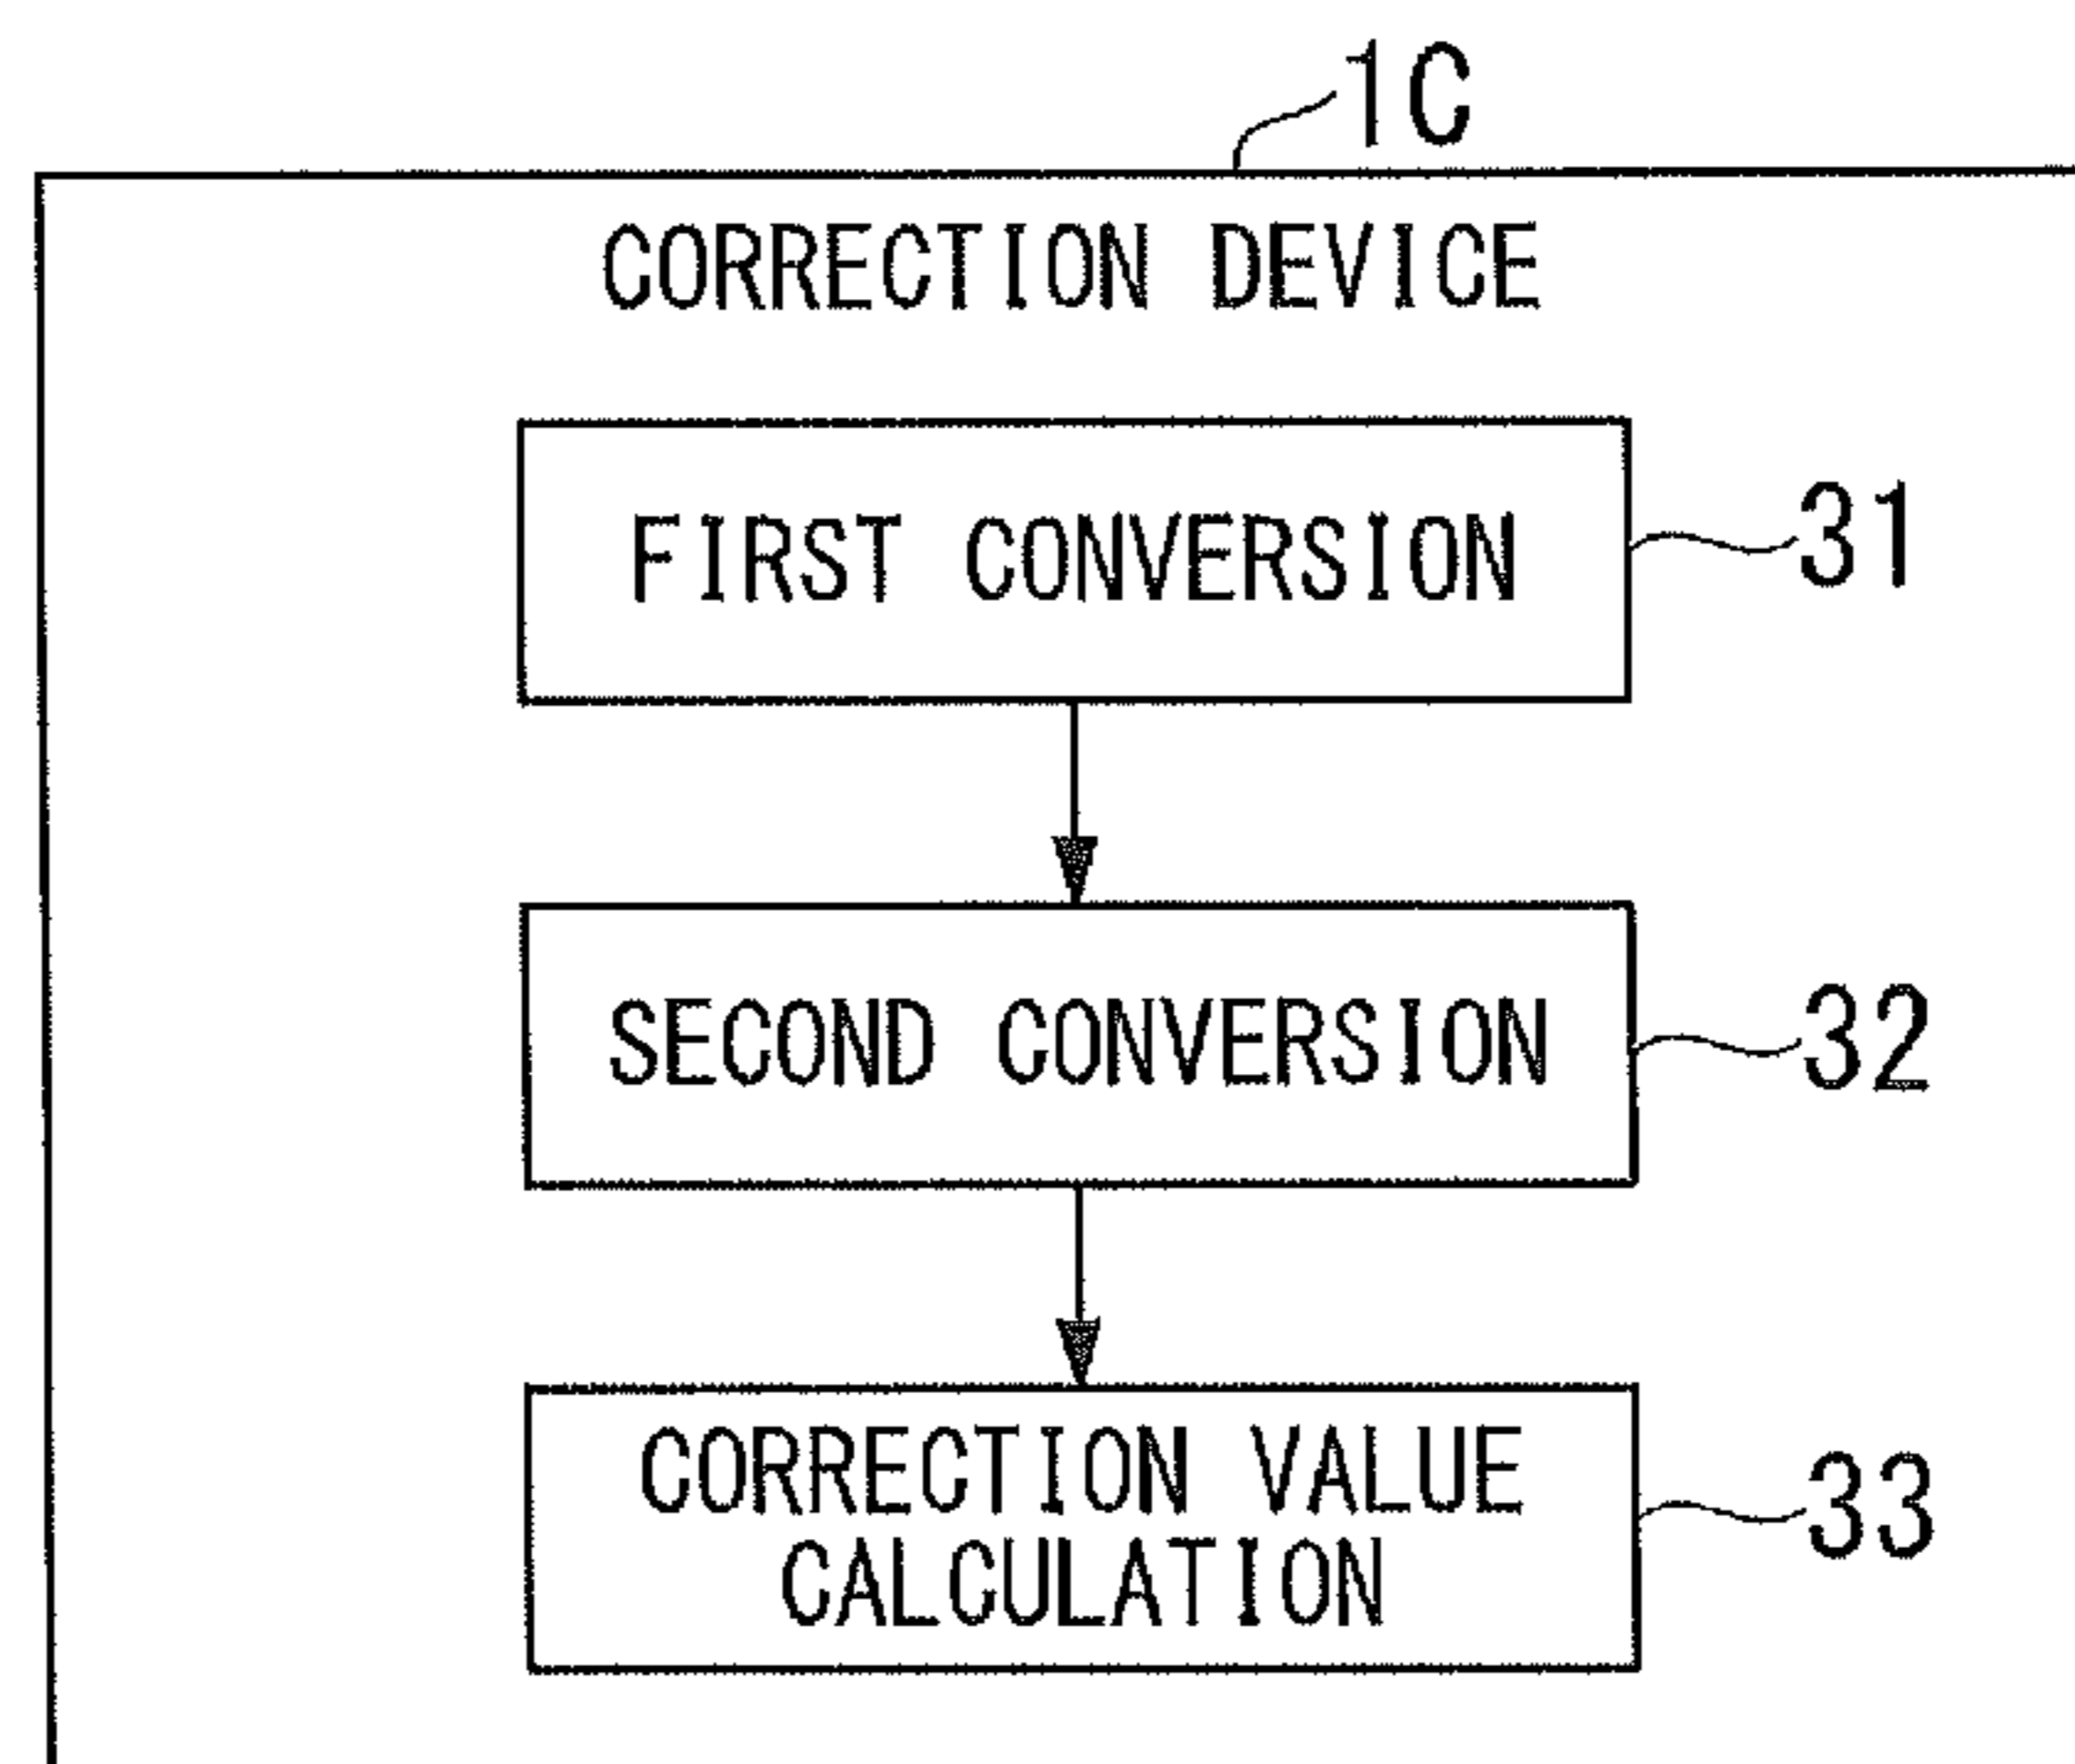 1C
CORRECTION DEVICE
FIRST CONVERSION
31
SECOND CONVERSION
32
CORRECTION VALUE
CALCULATION
33